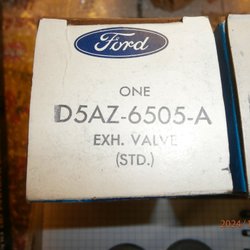 Ford
ONE
D5AZ-6505-A
EXH. VALVE
(STD.)